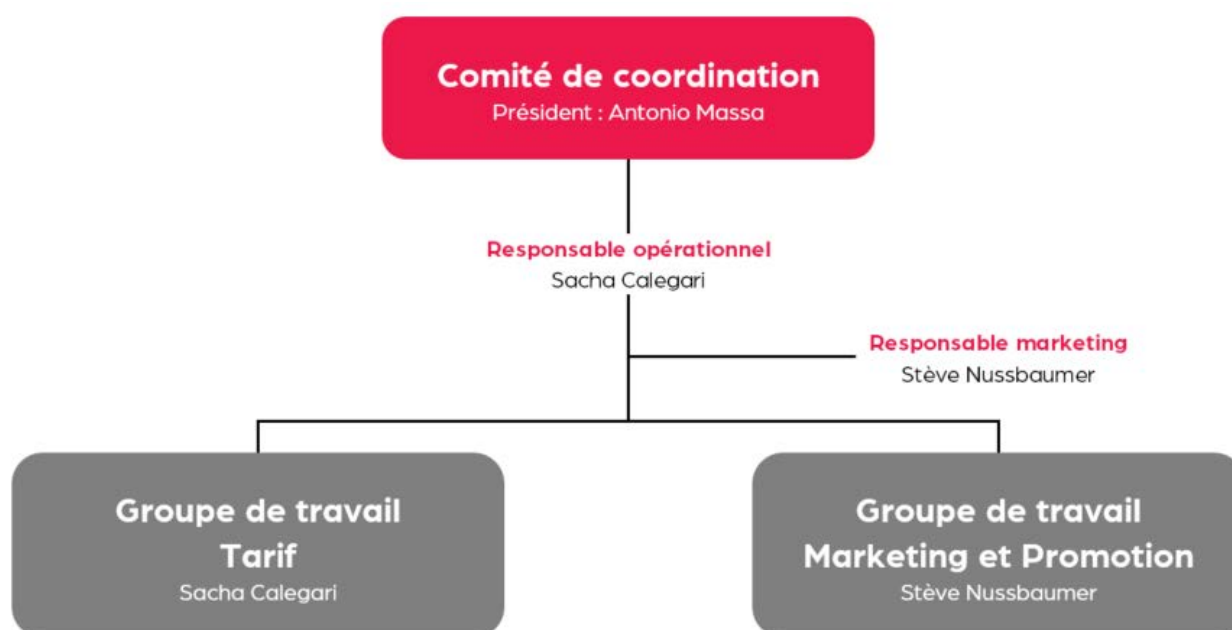 Comité de coordination
Président : Antonio Massa
Responsable opérationnel
Sacha Calegari
Responsable marketing
Stève Nussbaumer
Groupe de travail
Tarif
Sacha Calegari
Groupe de travail
Marketing et Promotion
Stève Nussbaumer